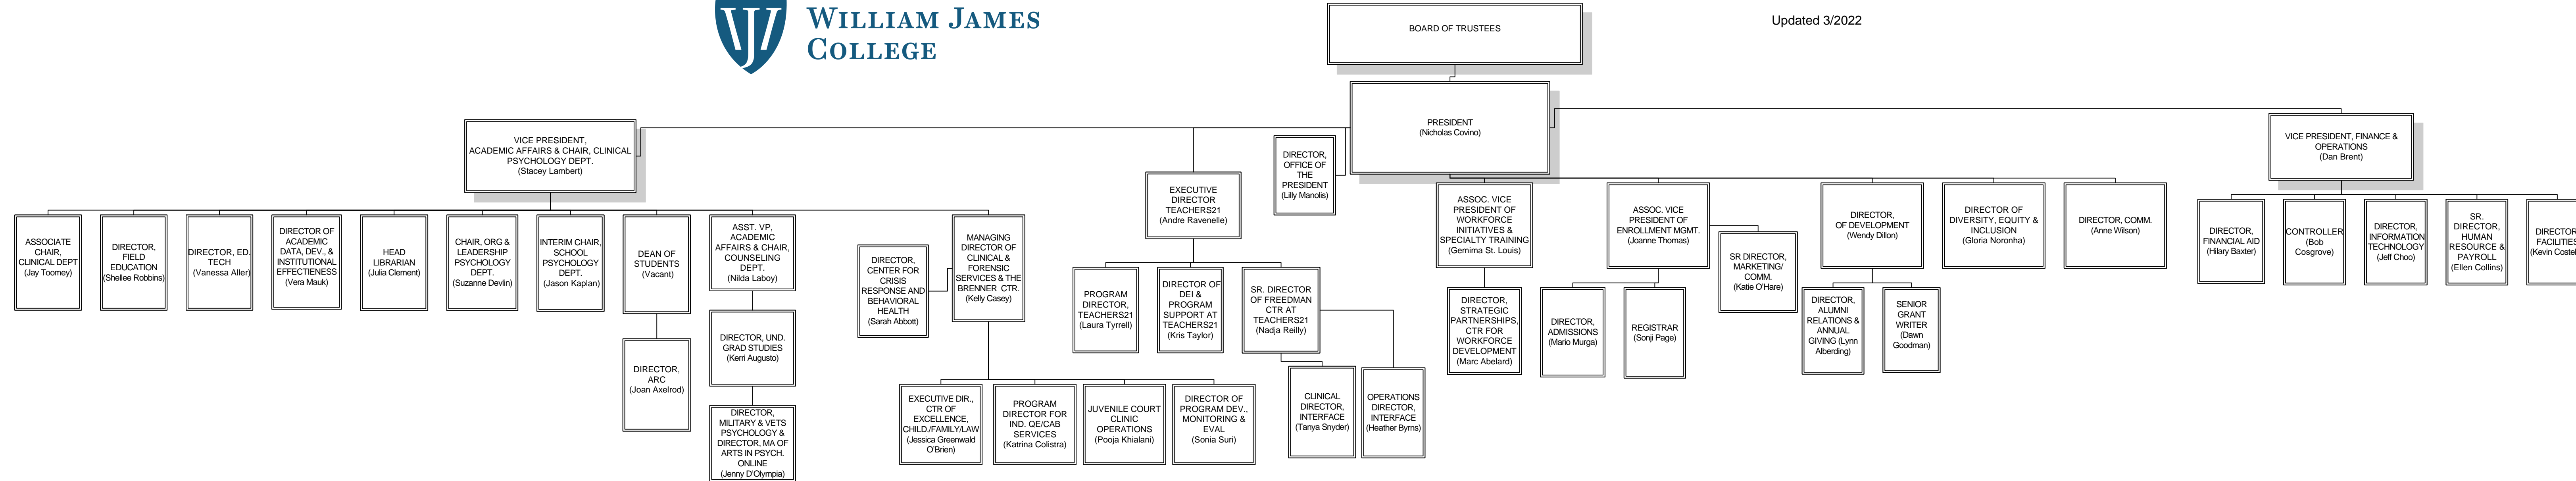 WILLIAM JAMES
COLLEGE
BOARD OF TRUSTEES
Updated 3/2022
PRESIDENT
(Nicholas Covino)
VICE PRESIDENT,
ACADEMIC AFFAIRS & CHAIR, CLINICAL
PSYCHOLOGY DEPT.
(Stacey Lambert)
DIRECTOR,
OFFICE OF
THE
PRESIDENT
(Lilly Manolis)
VICE PRESIDENT, FINANCE &
OPERATIONS
(Dan Brent)
EXECUTIVE
DIRECTOR
TEACHERS21
(Andre Ravenelle)
ASSOC. VICE
PRESIDENT OF
WORKFORCE
INITIATIVES &
SPECIALTY TRAINING
(Gemima St. Louis)
ASSOC. VICE
PRESIDENT OF
ENROLLMENT MGMT.
(Joanne Thomas)
DIRECTOR,
OF DEVELOPMENT
(Wendy Dillon)
DIRECTOR OF
DIVERSITY, EQUITY &
INCLUSION
(Gloria Noronha)
DIRECTOR, COMM.
(Anne Wilson)
ASSOCIATE
CHAIR,
CLINICAL DEPT
(Jay Toomey)
DIRECTOR,
FIELD
EDUCATION
(Shellee Robbins)
DIRECTOR, ED.
TECH
(Vanessa Aller)
DIRECTOR OF
ACADEMIC
DATA, DEV., &
INSTITUTIONAL
EFFECTIENESS
(Vera Mauk)
HEAD
LIBRARIAN
(Julia Clement)
CHAIR, ORG &
LEADERSHIP
PSYCHOLOGY
DEPT.
(Suzanne Devlin)
INTERIM CHAIR,
SCHOOL
PSYCHOLOGY
DEPT.
(Jason Kaplan)
DEAN OF
STUDENTS
(Vacant)
ASST. VP,
ACADEMIC
AFFAIRS & CHAIR,
COUNSELING
DEPT.
(Nilda Laboy)
DIRECTOR,
CENTER FOR
CRISIS
RESPONSE AND
BEHAVIORAL
HEALTH
(Sarah Abbott)
MANAGING
DIRECTOR OF
CLINICAL &
FORENSIC
SERVICES & THE
BRENNER CTR.
(Kelly Casey)
SR DIRECTOR,
MARKETING/
COMM.
(Katie O'Hare)
DIRECTOR,
FINANCIAL AID
(Hilary Baxter)
CONTROLLER
(Bob
Cosgrove)
DIRECTOR,
INFORMATION
TECHNOLOGY
(Jeff Choo)
SR.
DIRECTOR,
HUMAN
RESOURCE &
PAYROLL
(Ellen Collins)
DIRECTOR
FACILITIES
(Kevin
PROGRAM
DIRECTOR,
TEACHERS21
(Laura Tyrrell)
DIRECTOR OF
DEI &
PROGRAM
SUPPORT AT
TEACHERS21
(Kris Taylor)
SR. DIRECTOR
OF FREEDMAN
CTR AT
TEACHERS21
(Nadja Reilly)
DIRECTOR,
STRATEGIC
PARTNERSHIPS,
CTR FOR
WORKFORCE
DEVELOPMENT
(Marc Abelard)
DIRECTOR,
ADMISSIONS
(Mario Murga)
REGISTRAR
(Sonji Page)
DIRECTOR,
ALUMNI
RELATIONS &
ANNUAL
GIVING (Lynn
Alberding)
SENIOR
GRANT
WRITER
(Dawn
Goodman)
DIRECTOR,
ARC
(Joan Axelrod)
DIRECTOR, UND.
GRAD STUDIES
(Kerri Augusto)
DIRECTOR,
MILITARY & VETS
PSYCHOLOGY &
DIRECTOR, MA OF
ARTS IN PSYCH.
ONLINE
(Jenny D'Olympia)
EXECUTIVE DIR.,
CTR OF
EXCELLENCE,
CHILD./FAMILY/LAW
(Jessica Greenwald
O'Brien)
PROGRAM
DIRECTOR FOR
IND. QE/CAB
SERVICES
(Katrina Colistra)
JUVENILE COURT
CLINIC
OPERATIONS
(Pooja Khialani)
DIRECTOR OF
PROGRAM DEV.,
MONITORING &
EVAL
(Sonia Suri)
CLINICAL
DIRECTOR,
INTERFACE
(Tanya Snyder)
OPERATIONS
DIRECTOR,
INTERFACE
(Heather Byrns)